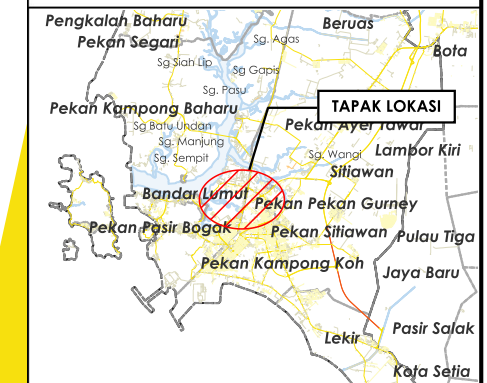 Pengkalah Baharu
Beruas
Pekan Segari
Sg. Agas
Bota
Sg Siah Lip
Sg Gapis
Sg. Pasu
Pekan Kampong Baharu
TAPAK LOKASI
Sg Batu Undan
Pekan Ayer Tawar
Sg. Manjung
Lambor Kiri
Sg. Sempit
Sg. Wangi
Sitiawan
Bandar Lumut
Pekan Pekan Gurney
Pekan Pasir Bogak
Pekan Sitiawan
Pulau Tiga
Pekan Kampong Koh
Jaya Baru
Pasir Salak
Lekir
Kota Setia